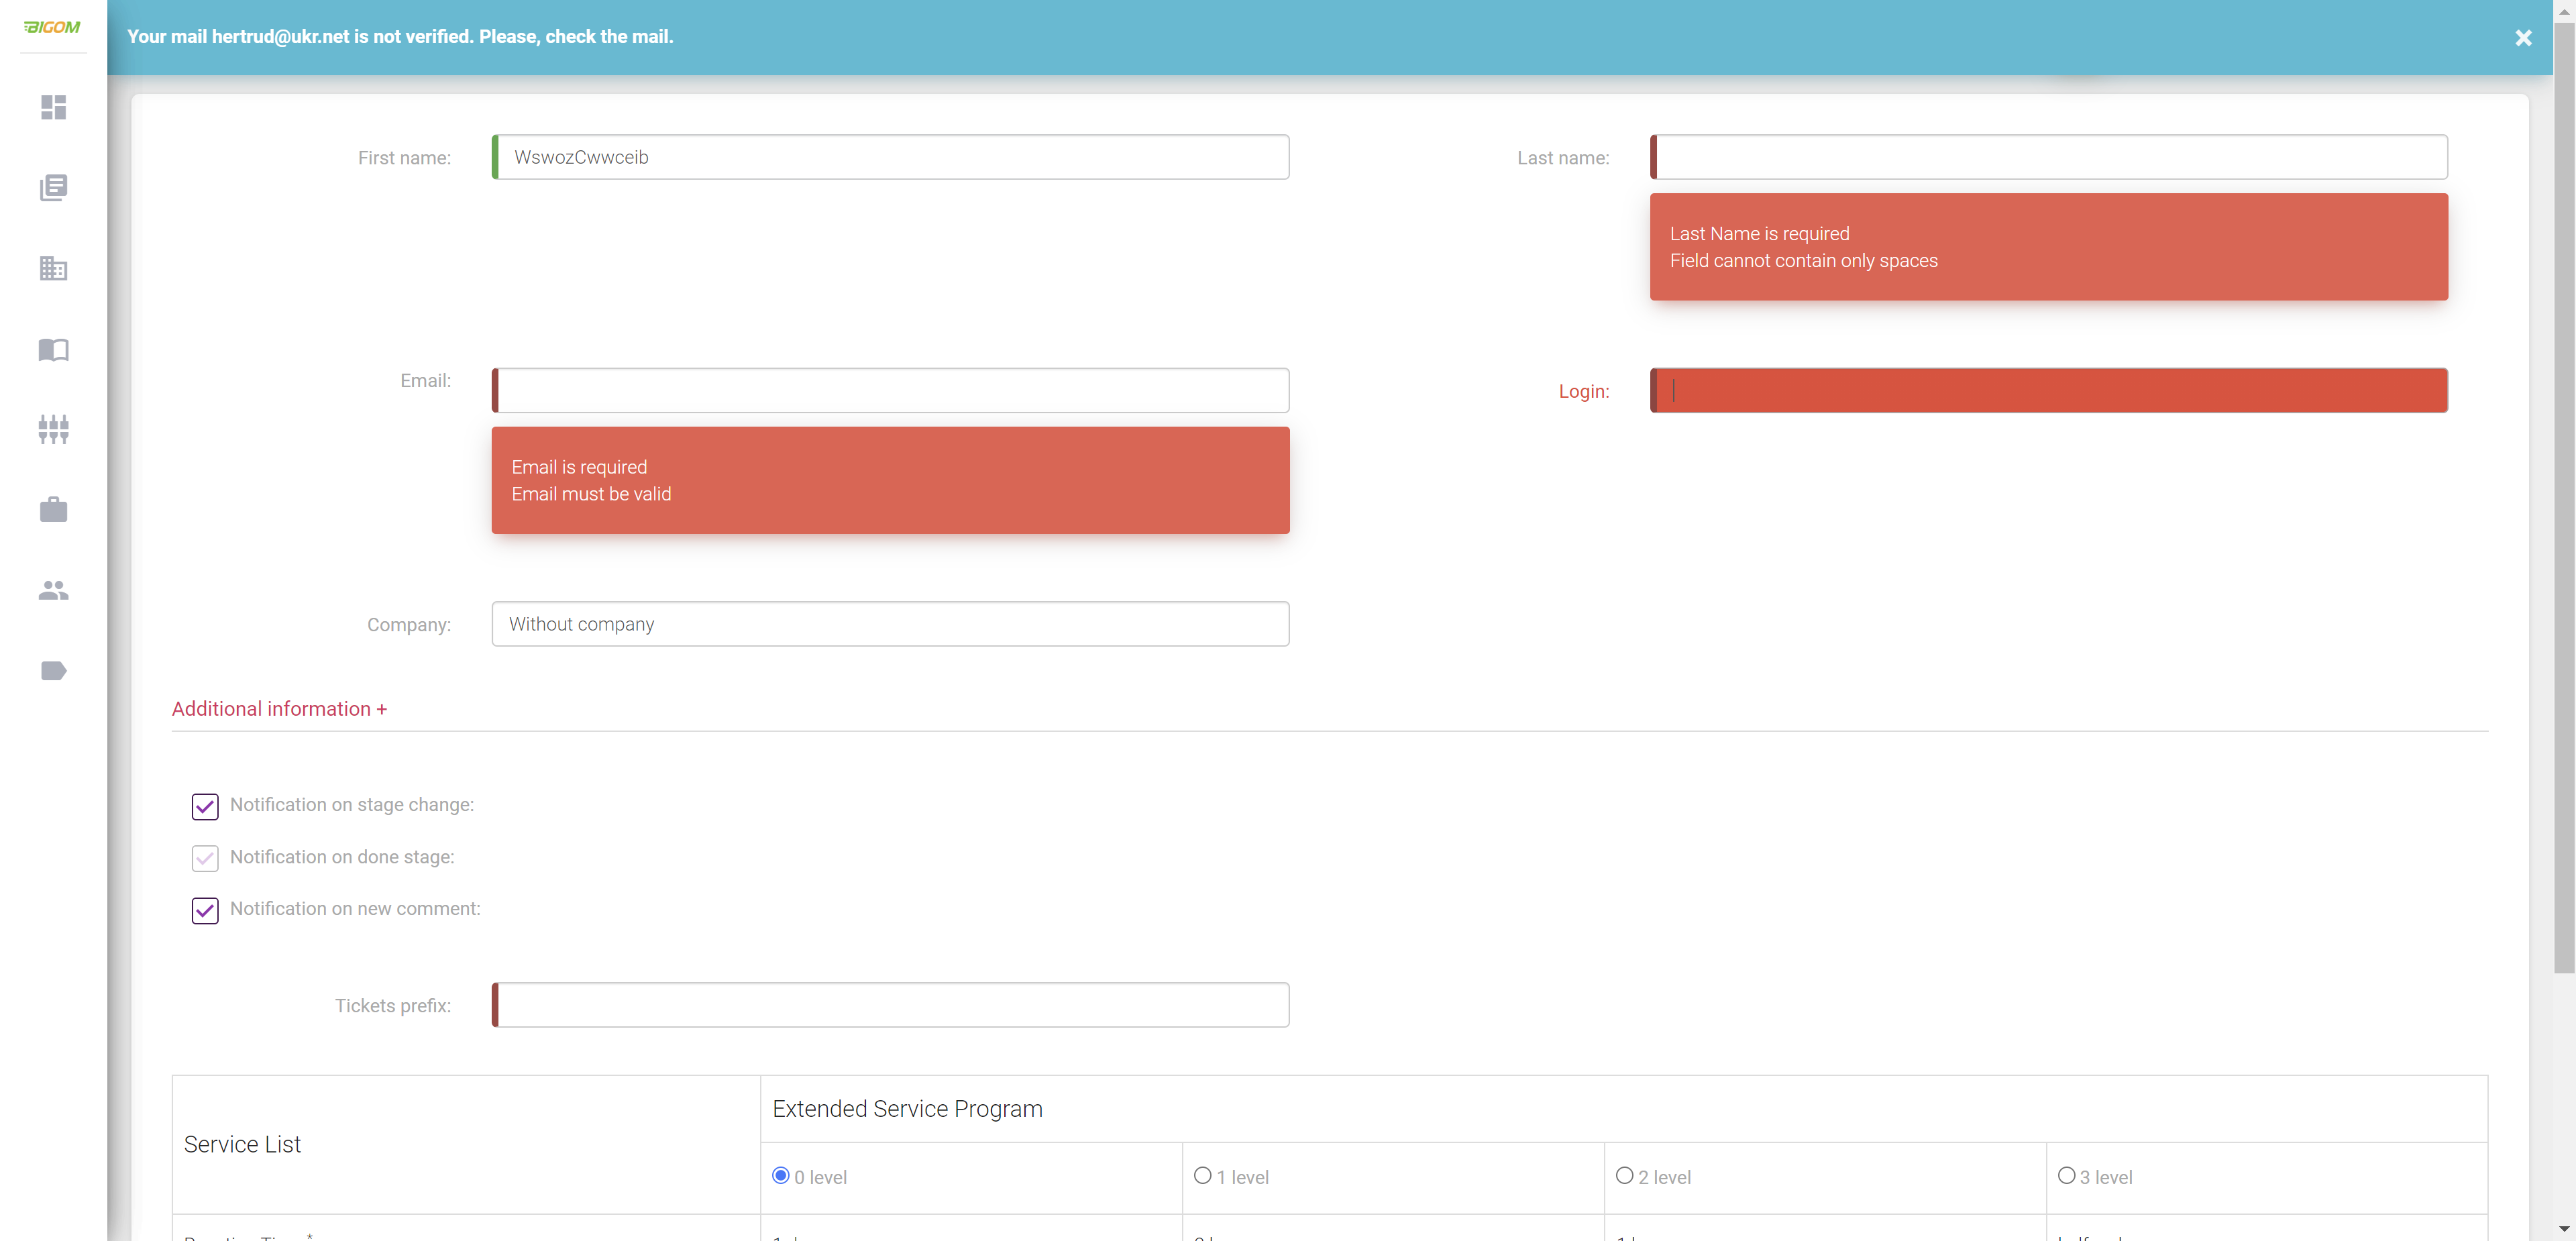 BIGOM
Your mail hertrud@ukr.net is not verified. Please, check the mail.
First name:
WswozCwwceib
Last name:
Last Name is required
Field cannot contain only spaces
Email:
Login:
Email is required
Email must be valid
Company:
Without company
Additional information +
Notification on stage change:
Notification on done stage:
Notification on new comment:
Tickets prefix:
Service List
Extended Service Program
0 level
1 level
2 level
3 level